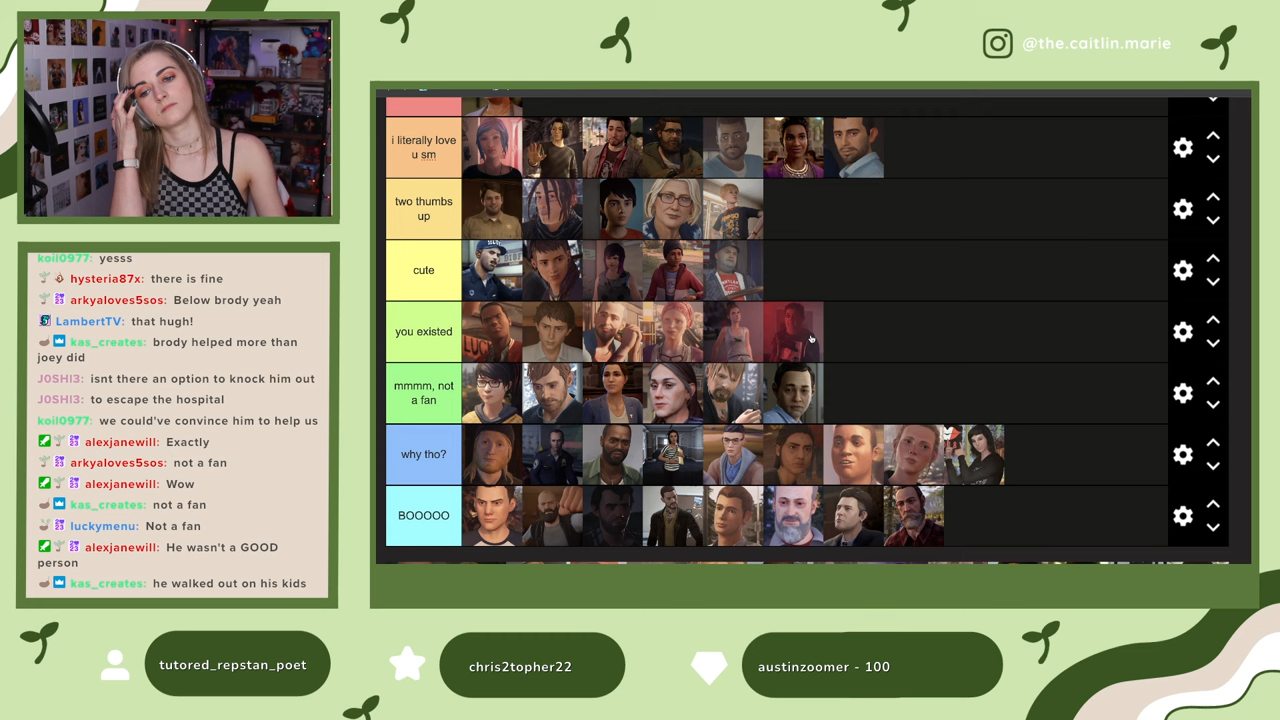 @the.caitlin.marie
koil0977: yesss
hysteria87x: there is fine
arkyaloves5sos: Below brody yeah
LambertTV: that hugh!
kas_creates: brody helped more than
joey did
J0SHI3: isnt there an option to knock him out
J0SHI3: to escape the hospital
koil0977: we could've convince him to help us
alexjanewill: Exactly
arkyaloves5sos: not a fan
alexjanewill: Wow
kas_creates: not a fan
luckymenu: Not a fan
alexjanewill: He wasn't a GOOD
person
kas_creates: he walked out on his kids
i literally love
u sm
two thumbs
up
cute
you existed
mmmm, not
a fan
why tho?
BOOOOO
tutored_repstan_poet
chris2topher22
austinzoomer - 100